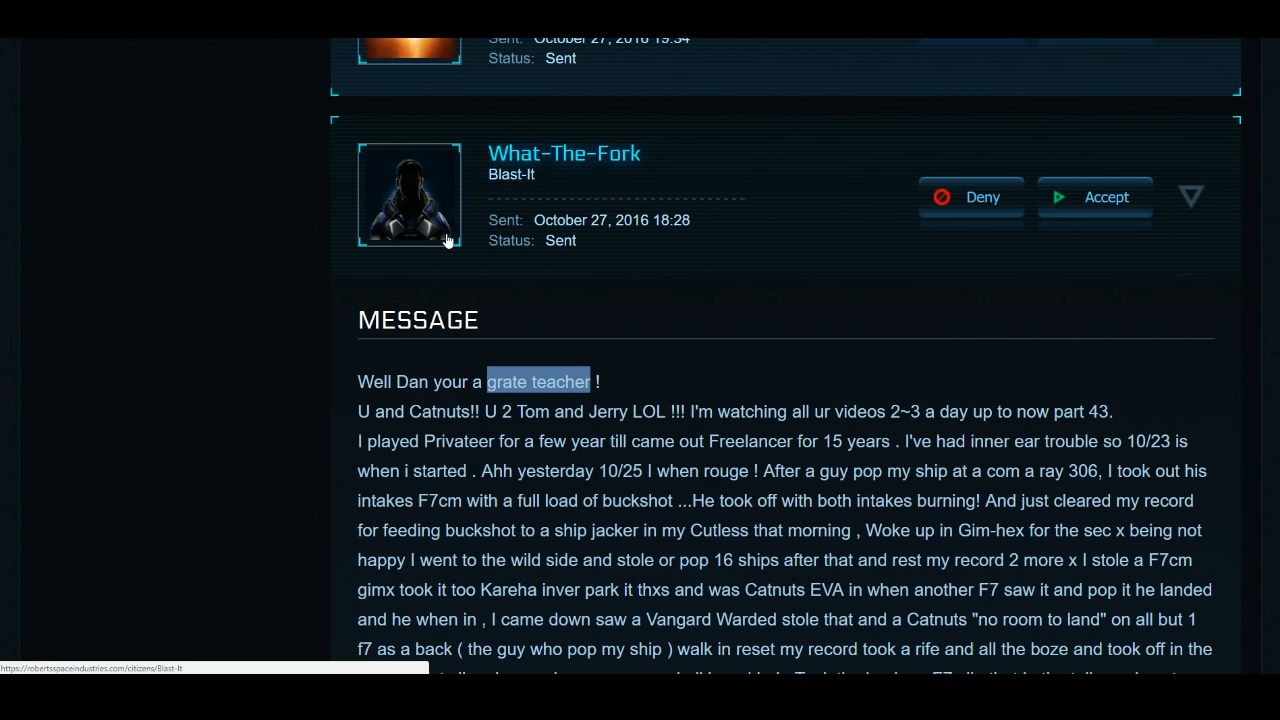 Sent: October 27, 2016 19:34
Status: Sent
What-The-Fork
Blast-It
Sent: October 27, 2016 18:28
Status: Sent
Deny
Accept
MESSAGE
Well Dan your a grate teacher !
U and Catnuts!! U 2 Tom and Jerry LOL !!! I'm watching all ur videos 2~3 a day up to now part 43.
I played Privateer for a few year till came out Freelancer for 15 years . I've had inner ear trouble so 10/23 is
when i started . Ahh yesterday 10/25 I when rouge ! After a guy pop my ship at a com a ray 306, I took out his
intakes F7cm with a full load of buckshot ...He took off with both intakes burning! And just cleared my record
for feeding buckshot to a ship jacker in my Cutless that morning , Woke up in Gim-hex for the sec x being not
happy I went to the wild side and stole or pop 16 ships after that and rest my record 2 more x I stole a F7cm
gimx took it too Kareha inver park it thxs and was Catnuts EVA in when another F7 saw it and pop it he landed
and he when in , I came down saw a Vangard Warded stole that and a Catnuts "no room to land" on all but 1
f7 as a back ( the guy who pop my ship ) walk in reset my record took a rife and all the boze and took off in the
https://robertsspaceindustries.com/citizens/Blast-It